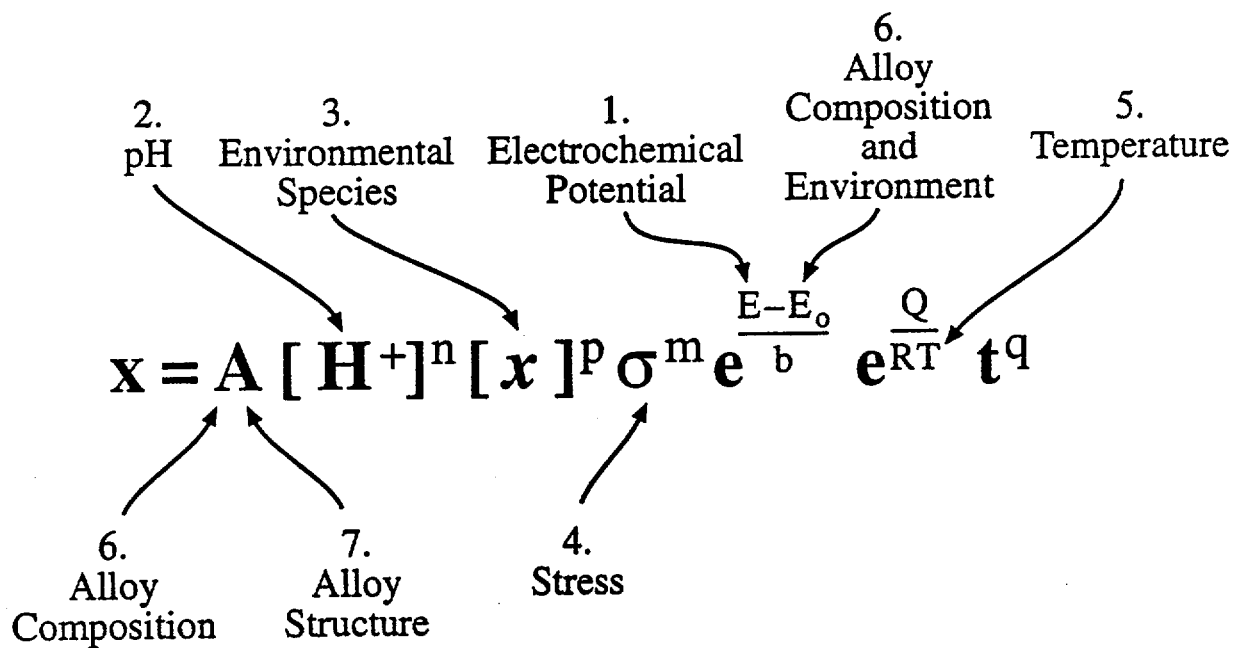 6.
Alloy
Composition
and
Environment
2.
pH
3.
Environmental
Species
1.
Electrochemical
Potential
5.
Temperature
x = A [ H⁺]ⁿ [ x ]ᵖ σᵐ e^((E–E₀)/b) e^(Q/RT) t^q
6.
Alloy
Composition
7.
Alloy
Structure
4.
Stress